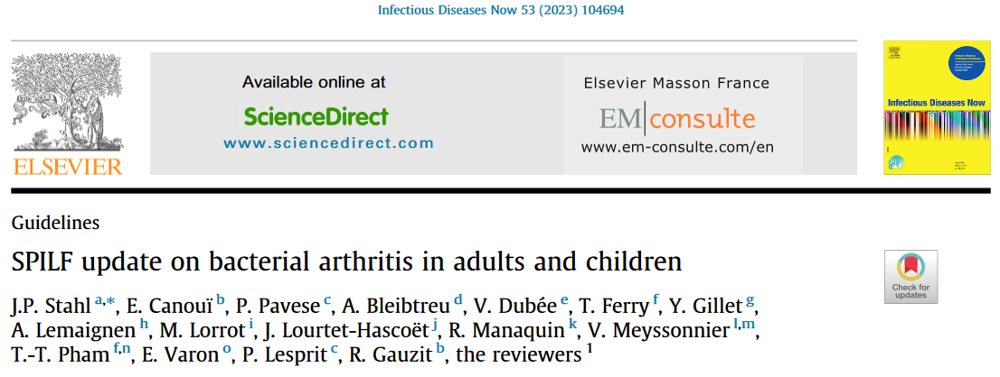 Infectious Diseases Now 53 (2023) 104694
Available online at
ScienceDirect
www.sciencedirect.com
Elsevier Masson France
EM|consulte
www.em-consulte.com/en
ELSEVIER
Infectious Diseases Now
Guidelines
SPILF update on bacterial arthritis in adults and children
Check for
updates
J.P. Stahl a,*, E. Canouï b, P. Pavese c, A. Bleibtreu d, V. Dubée e, T. Ferry f, Y. Gillet g,
A. Lemaignen h, M. Lorrot i, J. Lourtet-Hascoët j, R. Manaquin k, V. Meyssonnier l,m,
T.-T. Pham f,n, E. Varon o, P. Lesprit c, R. Gauzit b, the reviewers 1